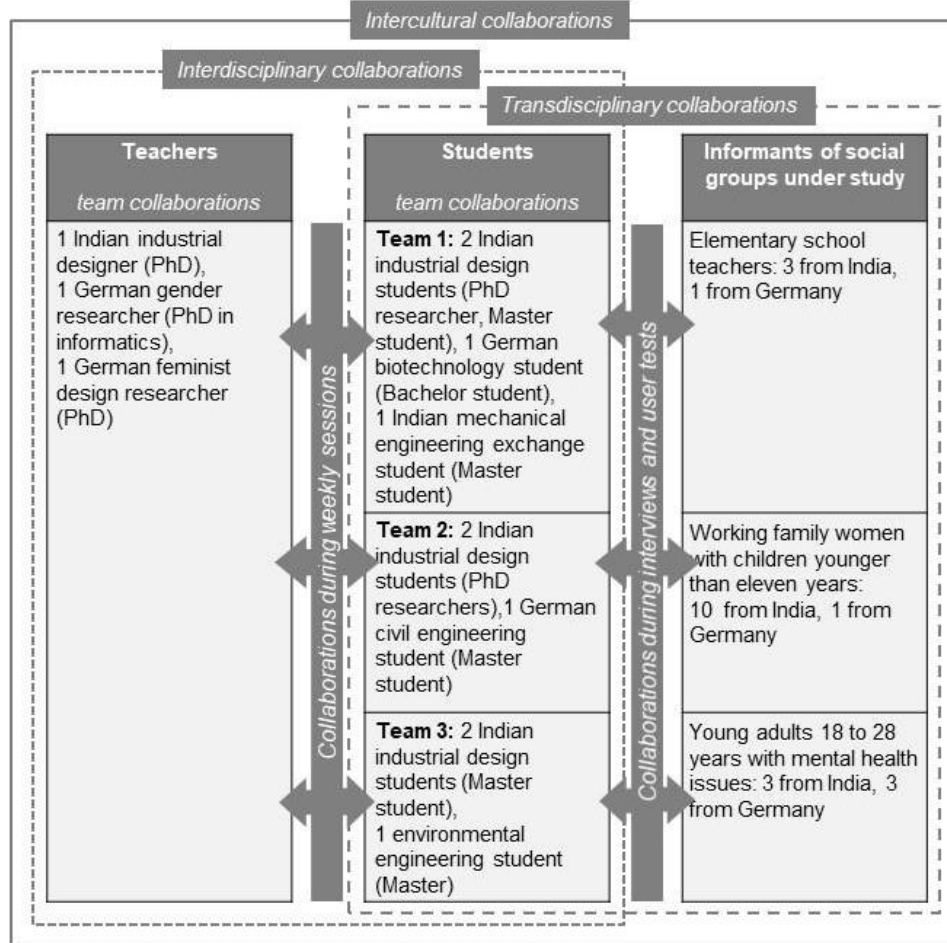 Intercultural collaborations
Interdisciplinary collaborations
Transdisciplinary collaborations
Teachers
team collaborations
1 Indian industrial
designer (PhD),
1 German gender
researcher (PhD in
informatics),
1 German feminist
design researcher
(PhD)
Collaborations during weekly sessions
Students
team collaborations
Team 1: 2 Indian
industrial design
students (PhD
researcher, Master
student), 1 German
biotechnology student
(Bachelor student),
1 Indian mechanical
engineering exchange
student (Master
student)
Team 2: 2 Indian
industrial design
students (PhD
researchers),1 German
civil engineering
student (Master
student)
Team 3: 2 Indian
industrial design
students (Master
student),
1 environmental
engineering student
(Master)
Collaborations during interviews and user tests
Informants of social
groups under study
Elementary school
teachers: 3 from India,
1 from Germany
Working family women
with children younger
than eleven years:
10 from India, 1 from
Germany
Young adults 18 to 28
years with mental health
issues: 3 from India, 3
from Germany